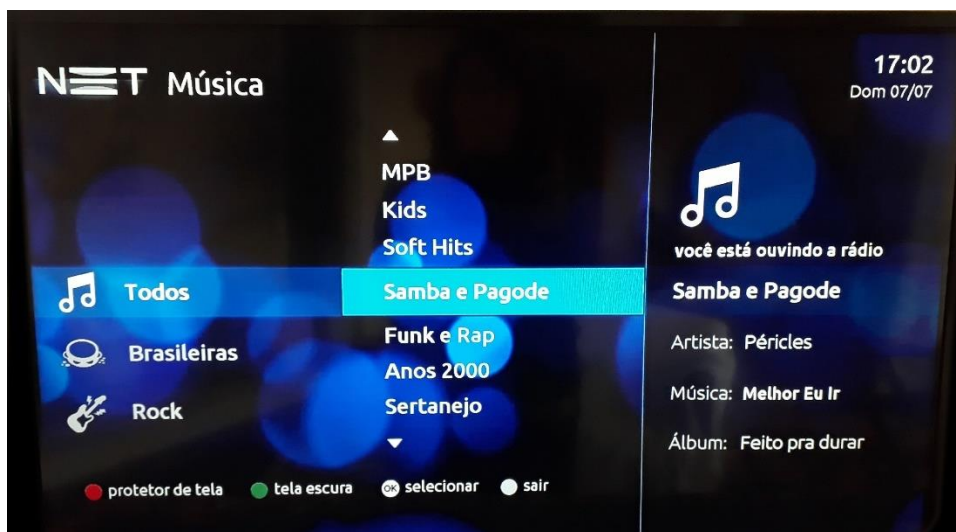 NET Música
17:02
Dom 07/07
MPB
Kids
Soft Hits
Todos
Samba e Pagode
Brasileiras
Funk e Rap
Anos 2000
Rock
Sertanejo
você está ouvindo a rádio
Samba e Pagode
Artista: Péricles
Música: Melhor Eu Ir
Álbum: Feito pra durar
protetor de tela
tela escura
OK selecionar
sair